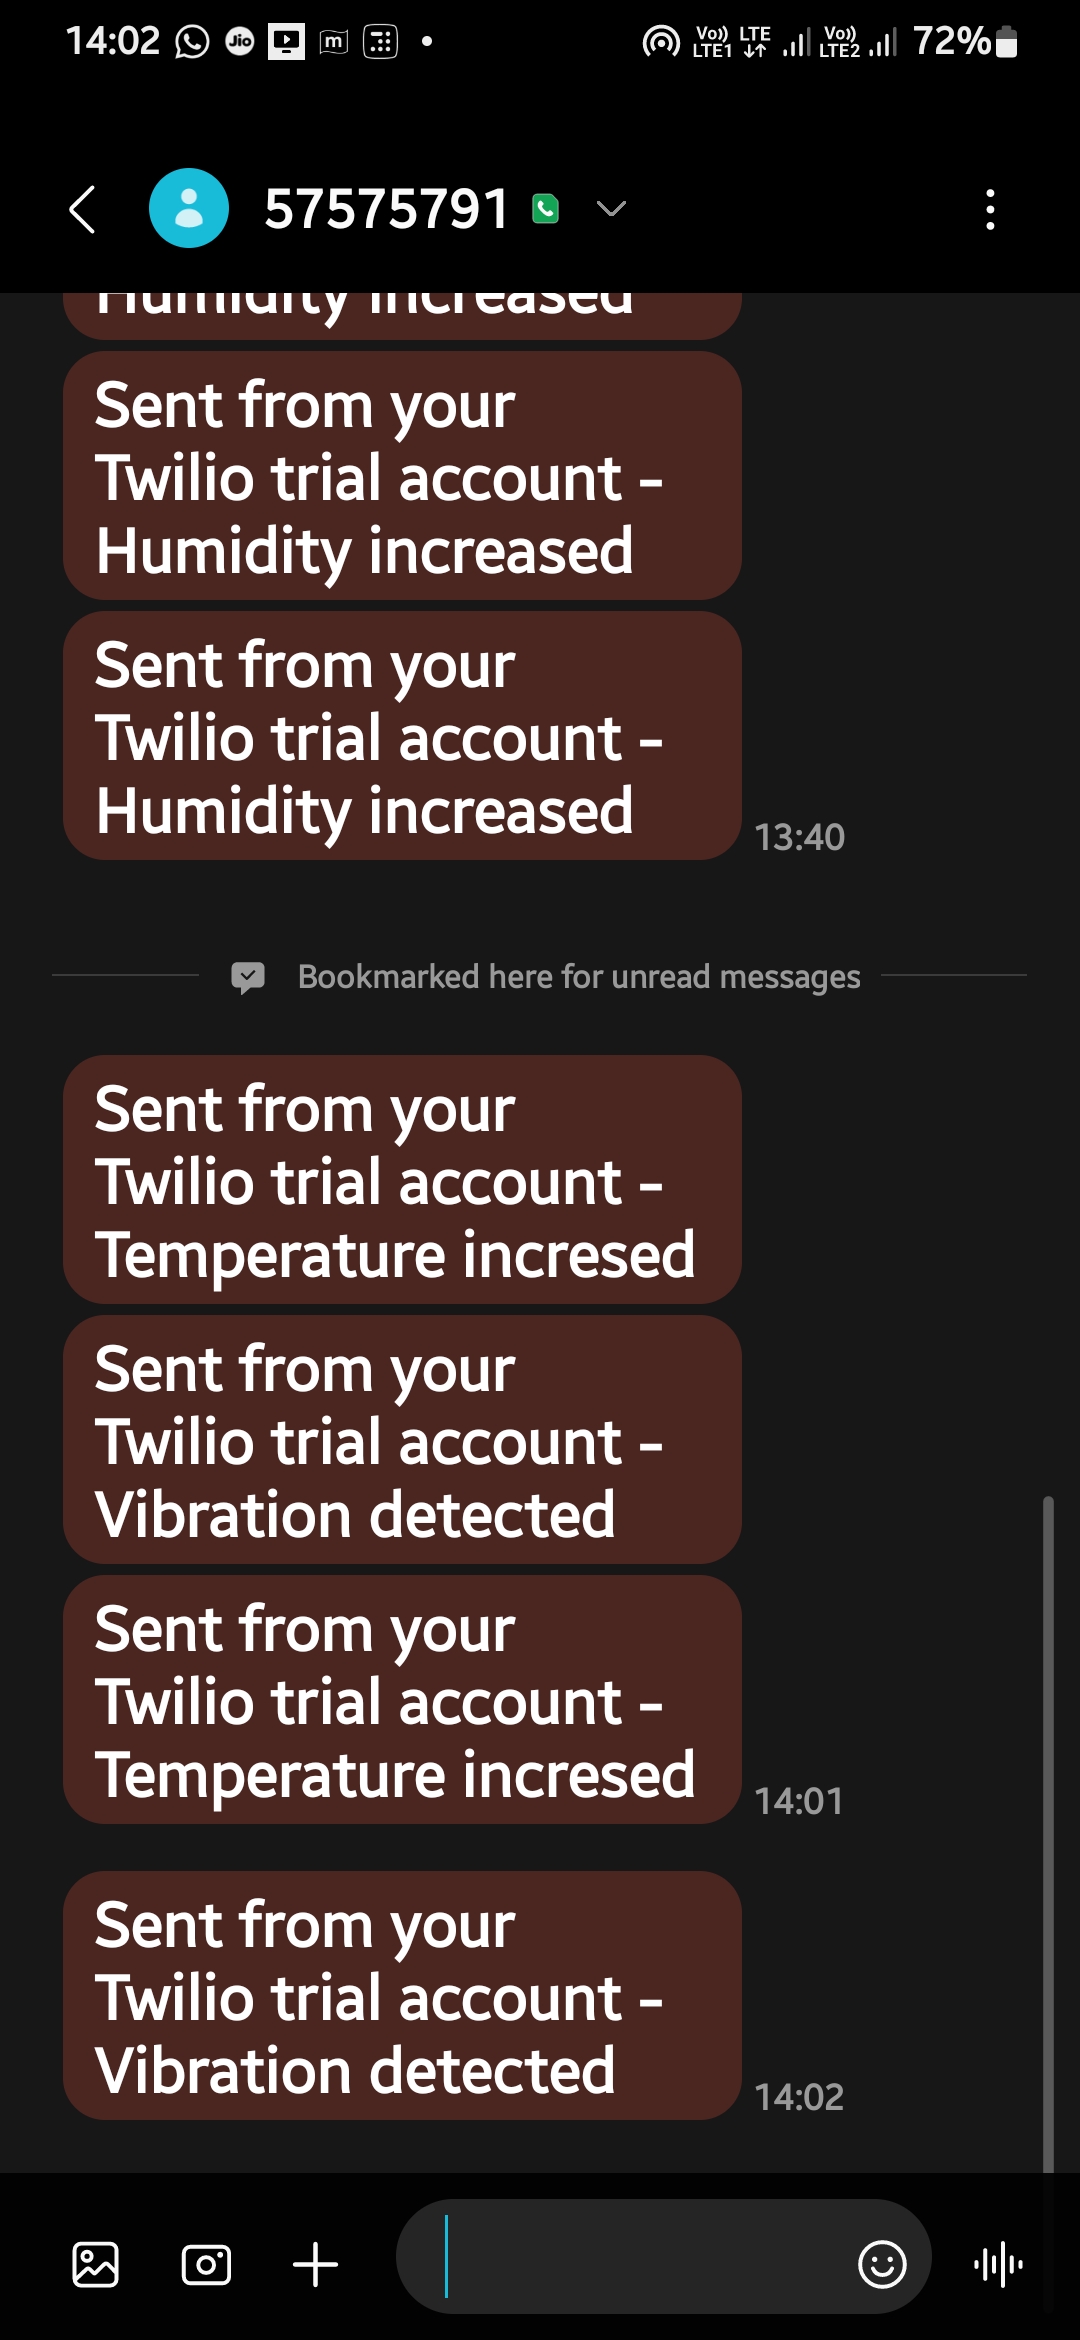 14:02 Jio m Vo)) LTE1 LTE Vo)) LTE2 72%
57575791
Humidity increased
Sent from your
Twilio trial account -
Humidity increased
Sent from your
Twilio trial account -
Humidity increased
13:40
Bookmarked here for unread messages
Sent from your
Twilio trial account -
Temperature incresed
Sent from your
Twilio trial account -
Vibration detected
Sent from your
Twilio trial account -
Temperature incresed
14:01
Sent from your
Twilio trial account -
Vibration detected
14:02